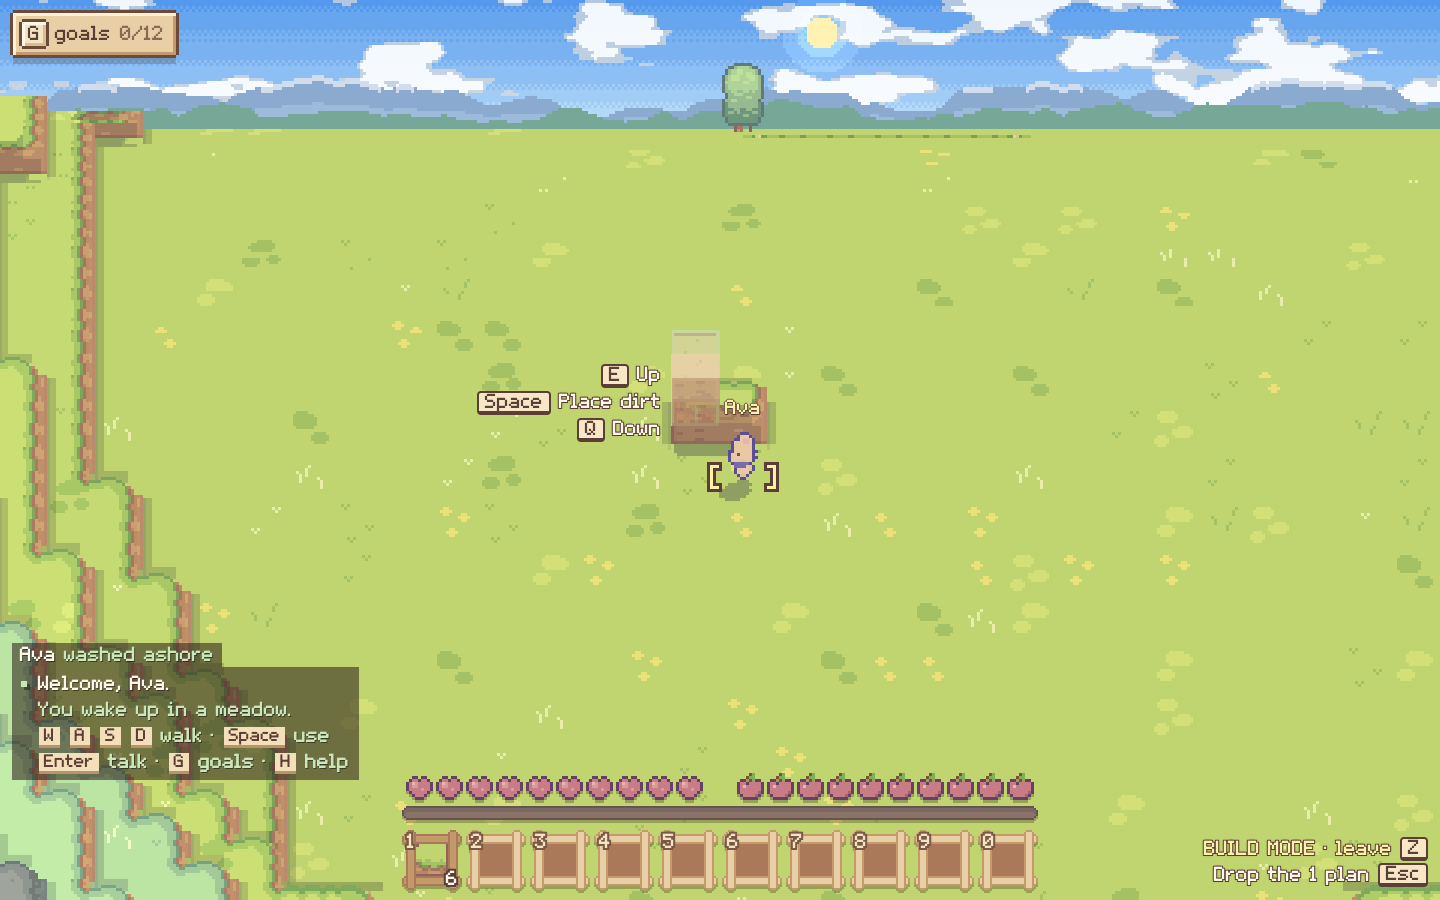 G goals 0/12
E Up
Space Place dirt
Q Down
Ava
Ava washed ashore
Welcome, Ava.
You wake up in a meadow.
W A S D walk · Space use
Enter talk · G goals · H help
1 2 3 4 5 6 7 8 9 0
6
BUILD MODE · leave Z
Drop the 1 plan Esc